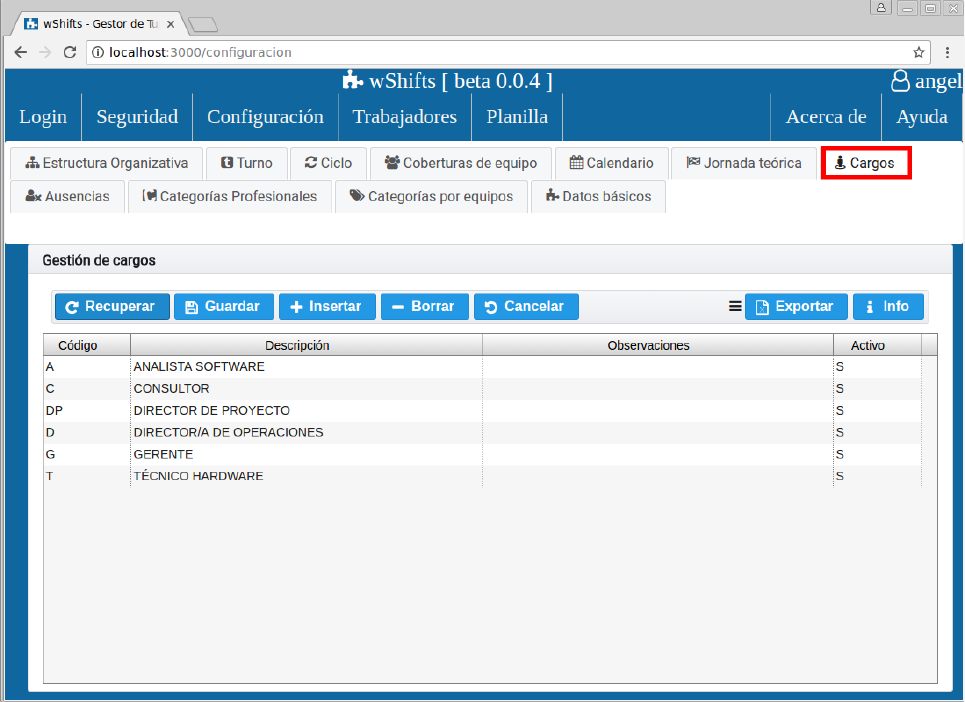 wShifts - Gestor de Tu
localhost:3000/configuracion
wShifts [ beta 0.0.4 ] angel
Login Seguridad Configuración Trabajadores Planilla Acerca de Ayuda
Estructura Organizativa Turno Ciclo Coberturas de equipo Calendario Jornada teórica Cargos
Ausencias Categorías Profesionales Categorías por equipos Datos básicos
Gestión de cargos
Recuperar Guardar Insertar Borrar Cancelar Exportar Info
Código Descripción Observaciones Activo
A ANALISTA SOFTWARE S
C CONSULTOR S
DP DIRECTOR DE PROYECTO S
D DIRECTOR/A DE OPERACIONES S
G GERENTE S
T TÉCNICO HARDWARE S